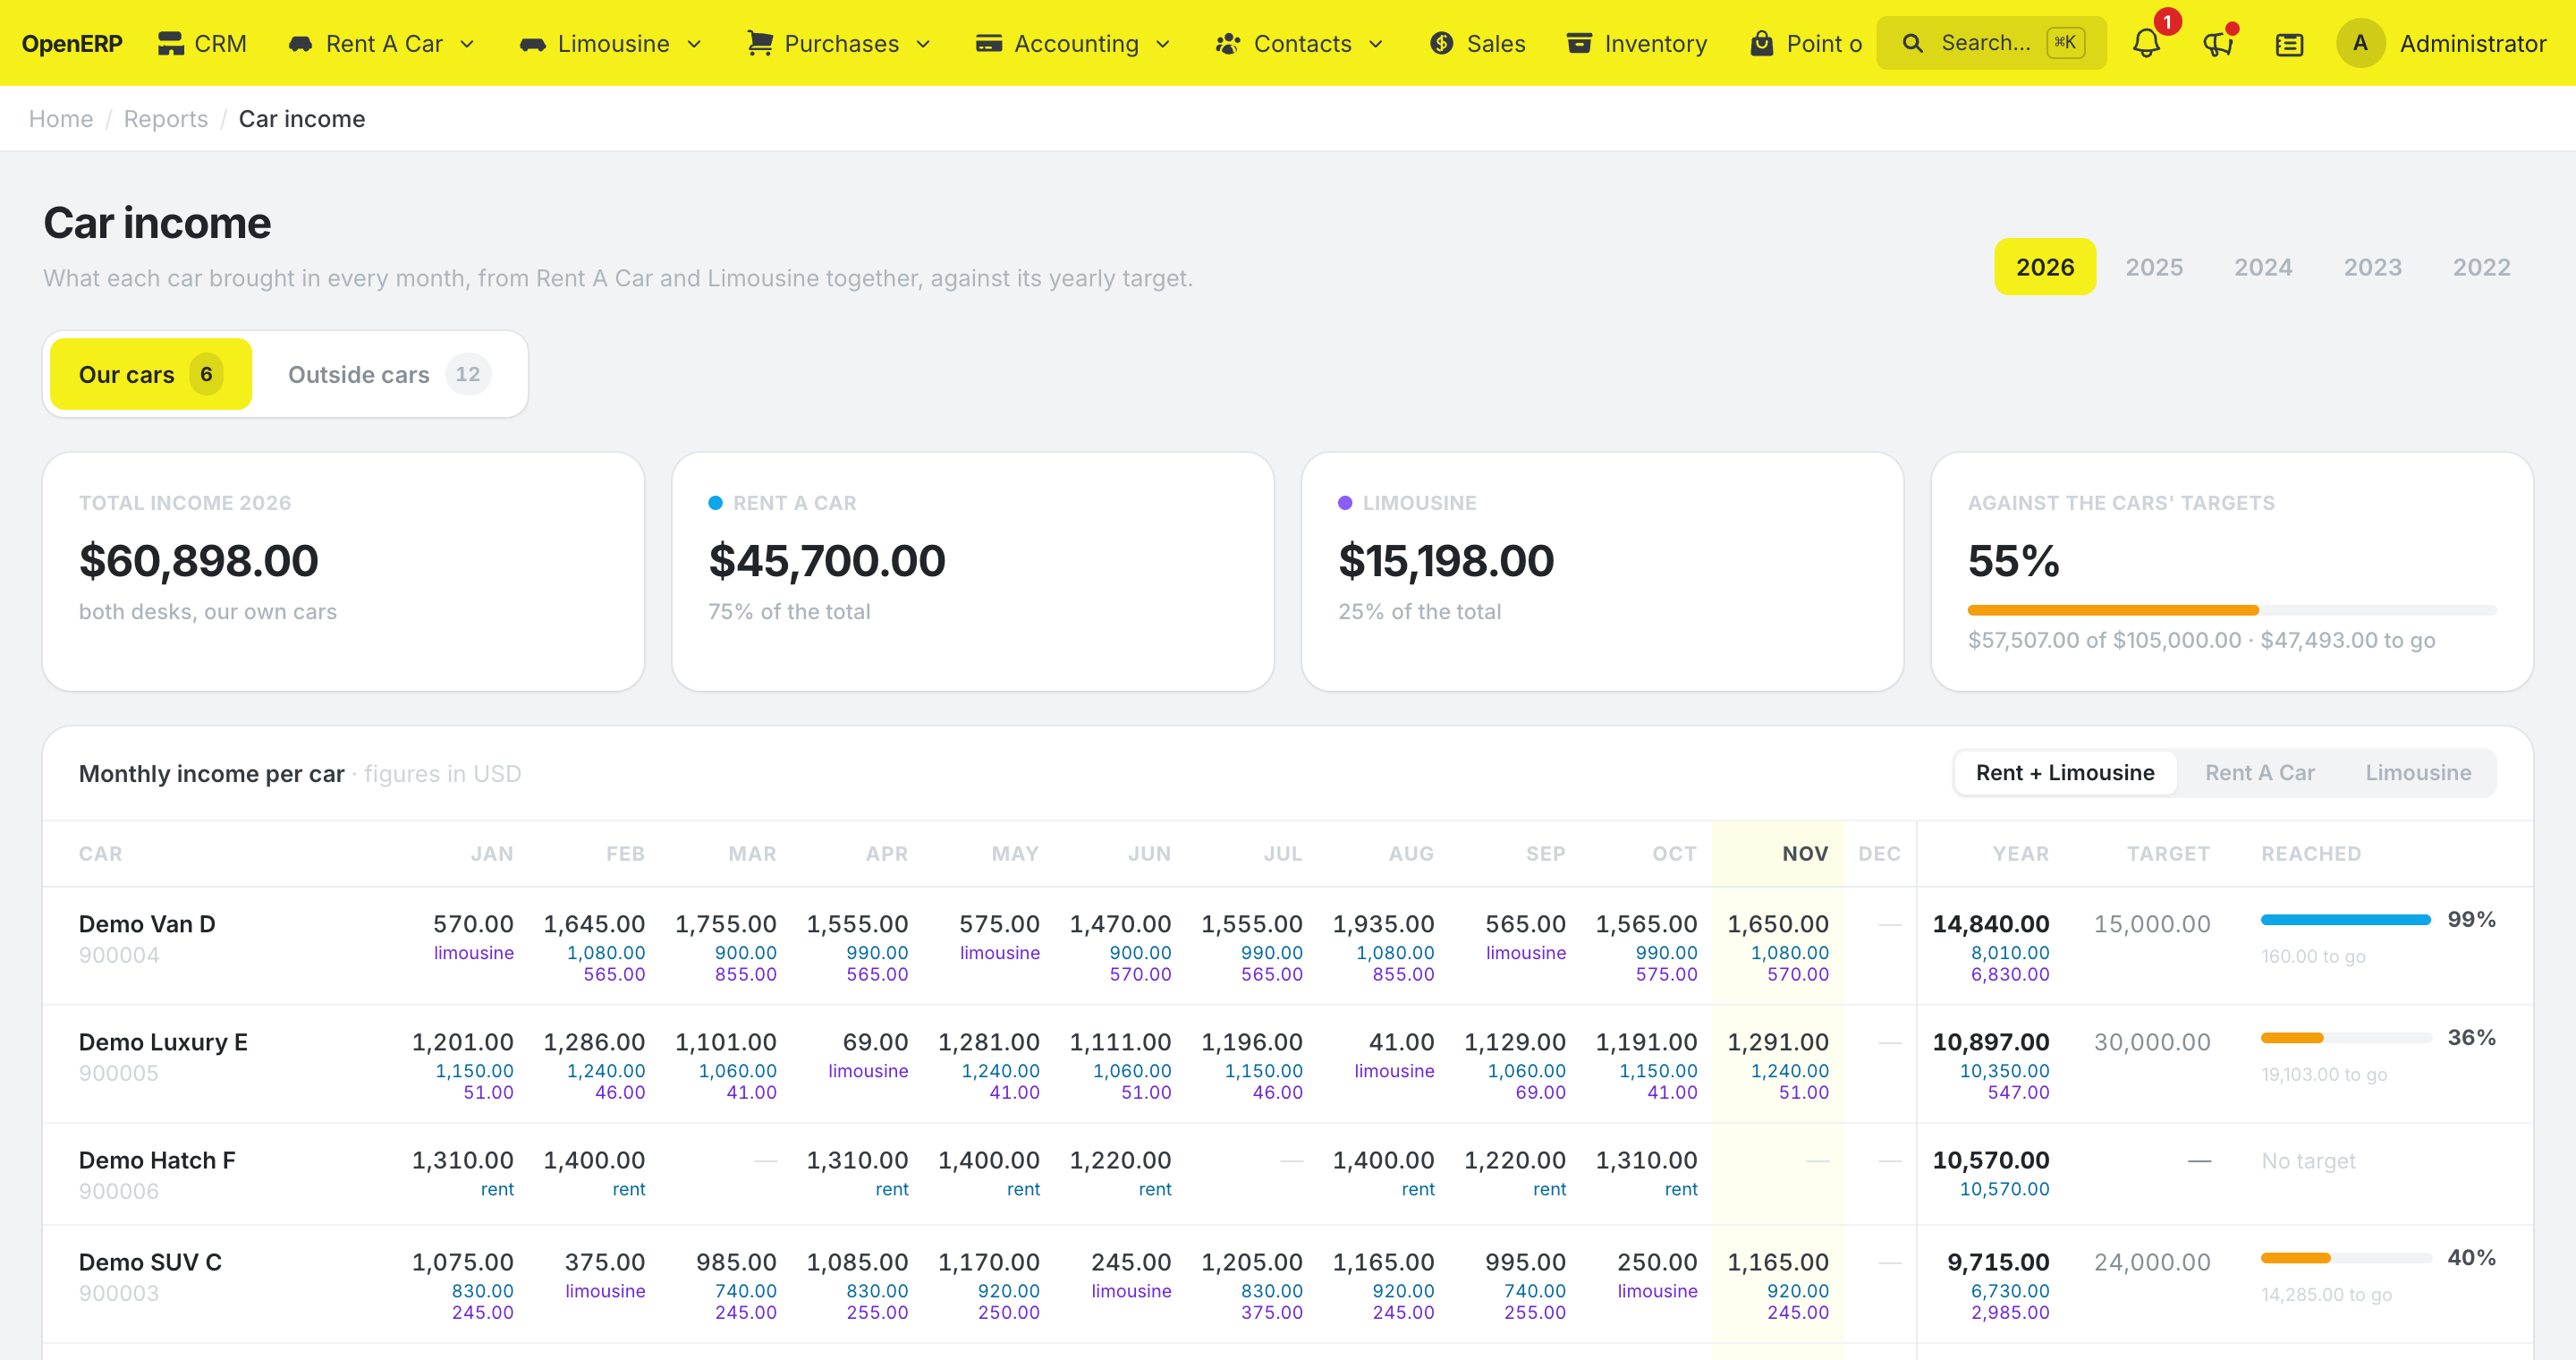 OpenERP CRM Rent A Car Limousine Purchases Accounting Contacts Sales Inventory Point o Search... ⌘K 1 A Administrator
Home / Reports / Car income
Car income
What each car brought in every month, from Rent A Car and Limousine together, against its yearly target.
2026 2025 2024 2023 2022
Our cars 6 Outside cars 12
TOTAL INCOME 2026
$60,898.00
both desks, our own cars
RENT A CAR
$45,700.00
75% of the total
LIMOUSINE
$15,198.00
25% of the total
AGAINST THE CARS' TARGETS
55%
$57,507.00 of $105,000.00 · $47,493.00 to go
Monthly income per car · figures in USD
Rent + Limousine Rent A Car Limousine
CAR JAN FEB MAR APR MAY JUN JUL AUG SEP OCT NOV DEC YEAR TARGET REACHED
Demo Van D 570.00 1,645.00 1,755.00 1,555.00 575.00 1,470.00 1,555.00 1,935.00 565.00 1,565.00 1,650.00 — 14,840.00 15,000.00 99%
900004 limousine 1,080.00 900.00 990.00 limousine 900.00 990.00 1,080.00 limousine 990.00 1,080.00 8,010.00 160.00 to go
565.00 855.00 565.00 570.00 565.00 855.00 575.00 570.00 6,830.00
Demo Luxury E 1,201.00 1,286.00 1,101.00 69.00 1,281.00 1,111.00 1,196.00 41.00 1,129.00 1,191.00 1,291.00 — 10,897.00 30,000.00 36%
900005 1,150.00 1,240.00 1,060.00 limousine 1,240.00 1,060.00 1,150.00 limousine 1,060.00 1,150.00 1,240.00 10,350.00 19,103.00 to go
51.00 46.00 41.00 41.00 51.00 46.00 69.00 41.00 51.00 547.00
Demo Hatch F 1,310.00 1,400.00 — 1,310.00 1,400.00 1,220.00 — 1,400.00 1,220.00 1,310.00 — — 10,570.00 — No target
900006 rent rent rent rent rent rent rent rent 10,570.00
Demo SUV C 1,075.00 375.00 985.00 1,085.00 1,170.00 245.00 1,205.00 1,165.00 995.00 250.00 1,165.00 — 9,715.00 24,000.00 40%
900003 830.00 limousine 740.00 830.00 920.00 limousine 830.00 920.00 740.00 limousine 920.00 6,730.00 14,285.00 to go
245.00 245.00 255.00 250.00 375.00 245.00 255.00 245.00 2,985.00